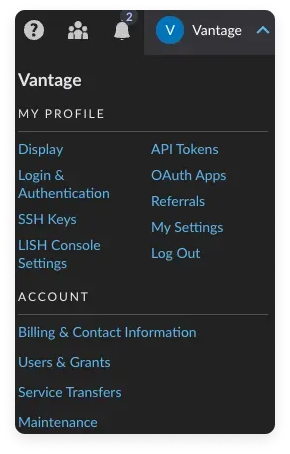 ?
2
V Vantage
Vantage
MY PROFILE
Display
Login &
Authentication
SSH Keys
LISH Console
Settings
API Tokens
OAuth Apps
Referrals
My Settings
Log Out
ACCOUNT
Billing & Contact Information
Users & Grants
Service Transfers
Maintenance